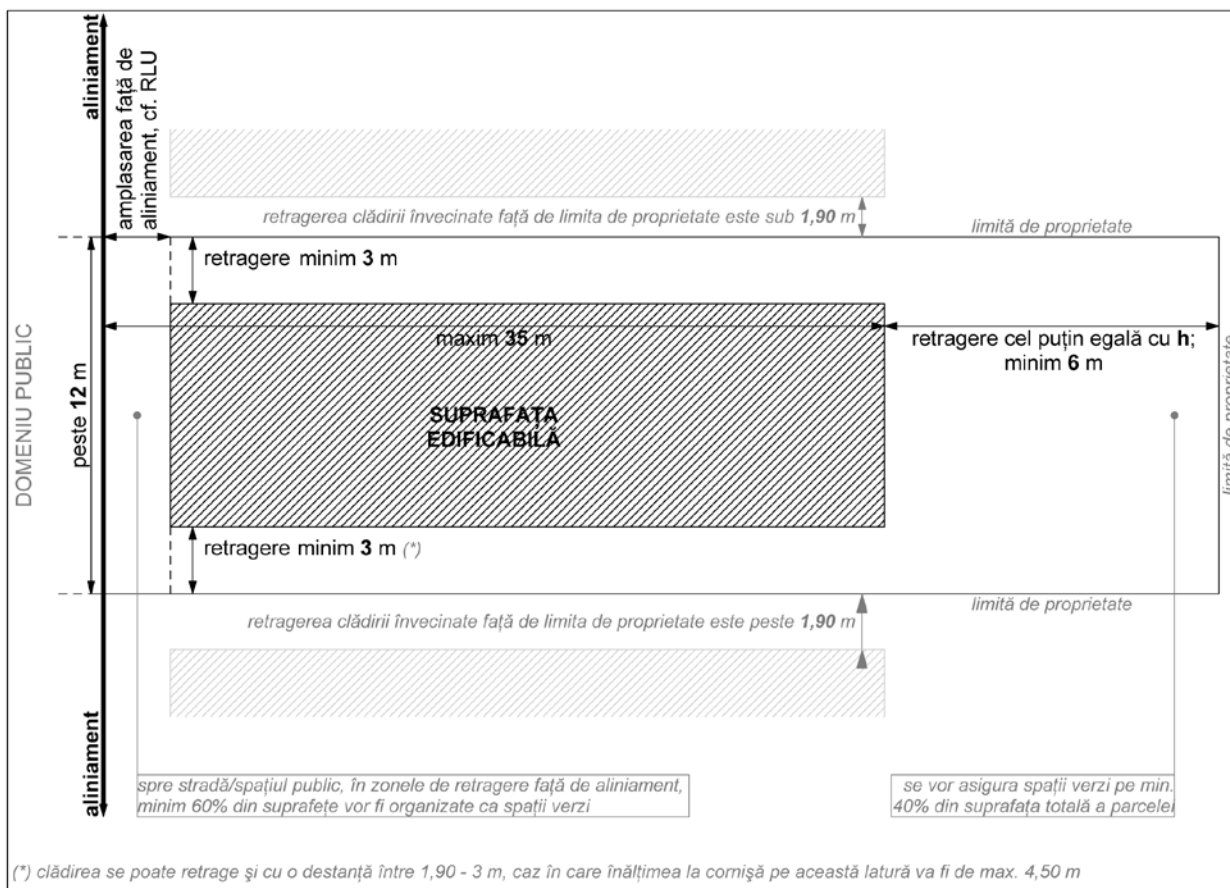 aliniament
amplasarea față de
aliniament, cf. RLU
retragerea clădirii învecinate față de limita de proprietate este sub 1,90 m
limită de proprietate
retragere minim 3 m
DOMENIU PUBLIC
peste 12 m
maxim 35 m
retragere cel puțin egală cu h;
minim 6 m
limită de proprietate
SUPRAFAȚA
EDIFICABILĂ
retragere minim 3 m (*)
limită de proprietate
retragerea clădirii învecinate față de limita de proprietate este peste 1,90 m
aliniament
spre stradă/spațiul public, în zonele de retragere față de aliniament,
minim 60% din suprafețe vor fi organizate ca spații verzi
se vor asigura spații verzi pe min.
40% din suprafața totală a parcelei
(*) clădirea se poate retrage şi cu o destanță între 1,90 - 3 m, caz în care înălțimea la cornişă pe această latură va fi de max. 4,50 m